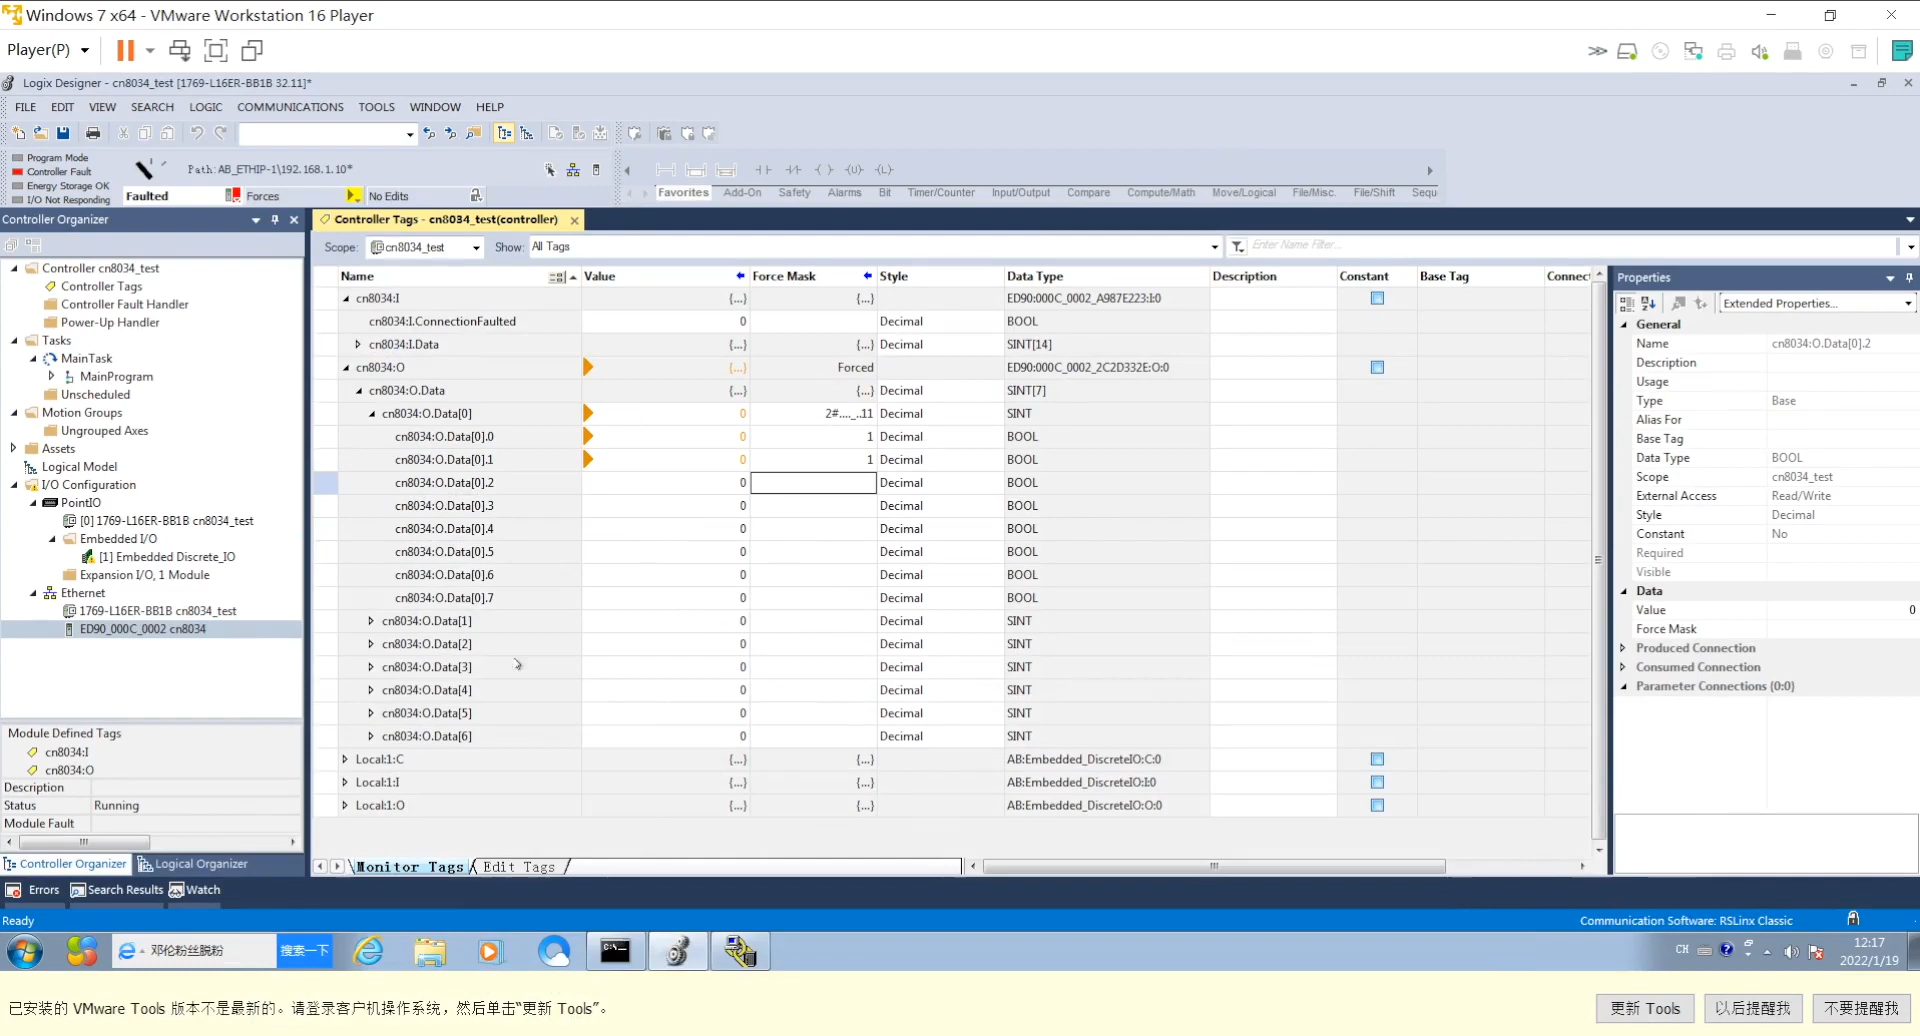 Windows 7 x64 - VMware Workstation 16 Player
Player(P)
Logix Designer - cn8034_test [1769-L16ER-BB1B 32.11]*
FILE EDIT VIEW SEARCH LOGIC COMMUNICATIONS TOOLS WINDOW HELP
Program Mode
Controller Fault
Energy Storage OK
I/O Not Responding
Path: AB_ETHIP-1\192.168.1.10*
Faulted Forces No Edits
Favorites Add-On Safety Alarms Bit Timer/Counter Input/Output Compare Compute/Math Move/Logical File/Misc. File/Shift Sequ
Controller Organizer
Controller cn8034_test
Controller Tags
Controller Fault Handler
Power-Up Handler
Tasks
MainTask
MainProgram
Unscheduled
Motion Groups
Ungrouped Axes
Assets
Logical Model
I/O Configuration
PointIO
[0] 1769-L16ER-BB1B cn8034_test
Embedded I/O
[1] Embedded Discrete_IO
Expansion I/O, 1 Module
Ethernet
1769-L16ER-BB1B cn8034_test
ED90_000C_0002 cn8034
Module Defined Tags
cn8034:I
cn8034:O
Description
Status Running
Module Fault
Controller Organizer Logical Organizer
Controller Tags - cn8034_test(controller)
Scope: cn8034_test Show: All Tags Enter Name Filter...
Name Value Force Mask Style Data Type Description Constant Base Tag Connec
cn8034:I {...} {...} ED90:000C_0002_A987E223:I:0
cn8034:I.ConnectionFaulted 0 Decimal BOOL
cn8034:I.Data {...} {...} Decimal SINT[14]
cn8034:O {...} Forced ED90:000C_0002_2C2D332E:O:0
cn8034:O.Data {...} {...} Decimal SINT[7]
cn8034:O.Data[0] 0 2#...._..11 Decimal SINT
cn8034:O.Data[0].0 0 1 Decimal BOOL
cn8034:O.Data[0].1 0 1 Decimal BOOL
cn8034:O.Data[0].2 0 Decimal BOOL
cn8034:O.Data[0].3 0 Decimal BOOL
cn8034:O.Data[0].4 0 Decimal BOOL
cn8034:O.Data[0].5 0 Decimal BOOL
cn8034:O.Data[0].6 0 Decimal BOOL
cn8034:O.Data[0].7 0 Decimal BOOL
cn8034:O.Data[1] 0 Decimal SINT
cn8034:O.Data[2] 0 Decimal SINT
cn8034:O.Data[3] 0 Decimal SINT
cn8034:O.Data[4] 0 Decimal SINT
cn8034:O.Data[5] 0 Decimal SINT
cn8034:O.Data[6] 0 Decimal SINT
Local:1:C {...} {...} AB:Embedded_DiscreteIO:C:0
Local:1:I {...} {...} AB:Embedded_DiscreteIO:I:0
Local:1:O {...} {...} AB:Embedded_DiscreteIO:O:0
Monitor Tags Edit Tags
Properties
Extended Properties...
General
Name cn8034:O.Data[0].2
Description
Usage
Type Base
Alias For
Base Tag
Data Type BOOL
Scope cn8034_test
External Access Read/Write
Style Decimal
Constant No
Required
Visible
Data
Value 0
Force Mask
Produced Connection
Consumed Connection
Parameter Connections (0:0)
Errors Search Results Watch
Ready Communication Software: RSLinx Classic
邓伦粉丝脱粉 搜索一下
C:\.
CH
12:17
2022/1/19
已安装的 VMware Tools 版本不是最新的。请登录客户机操作系统，然后单击“更新 Tools”。
更新 Tools 以后提醒我 不要提醒我